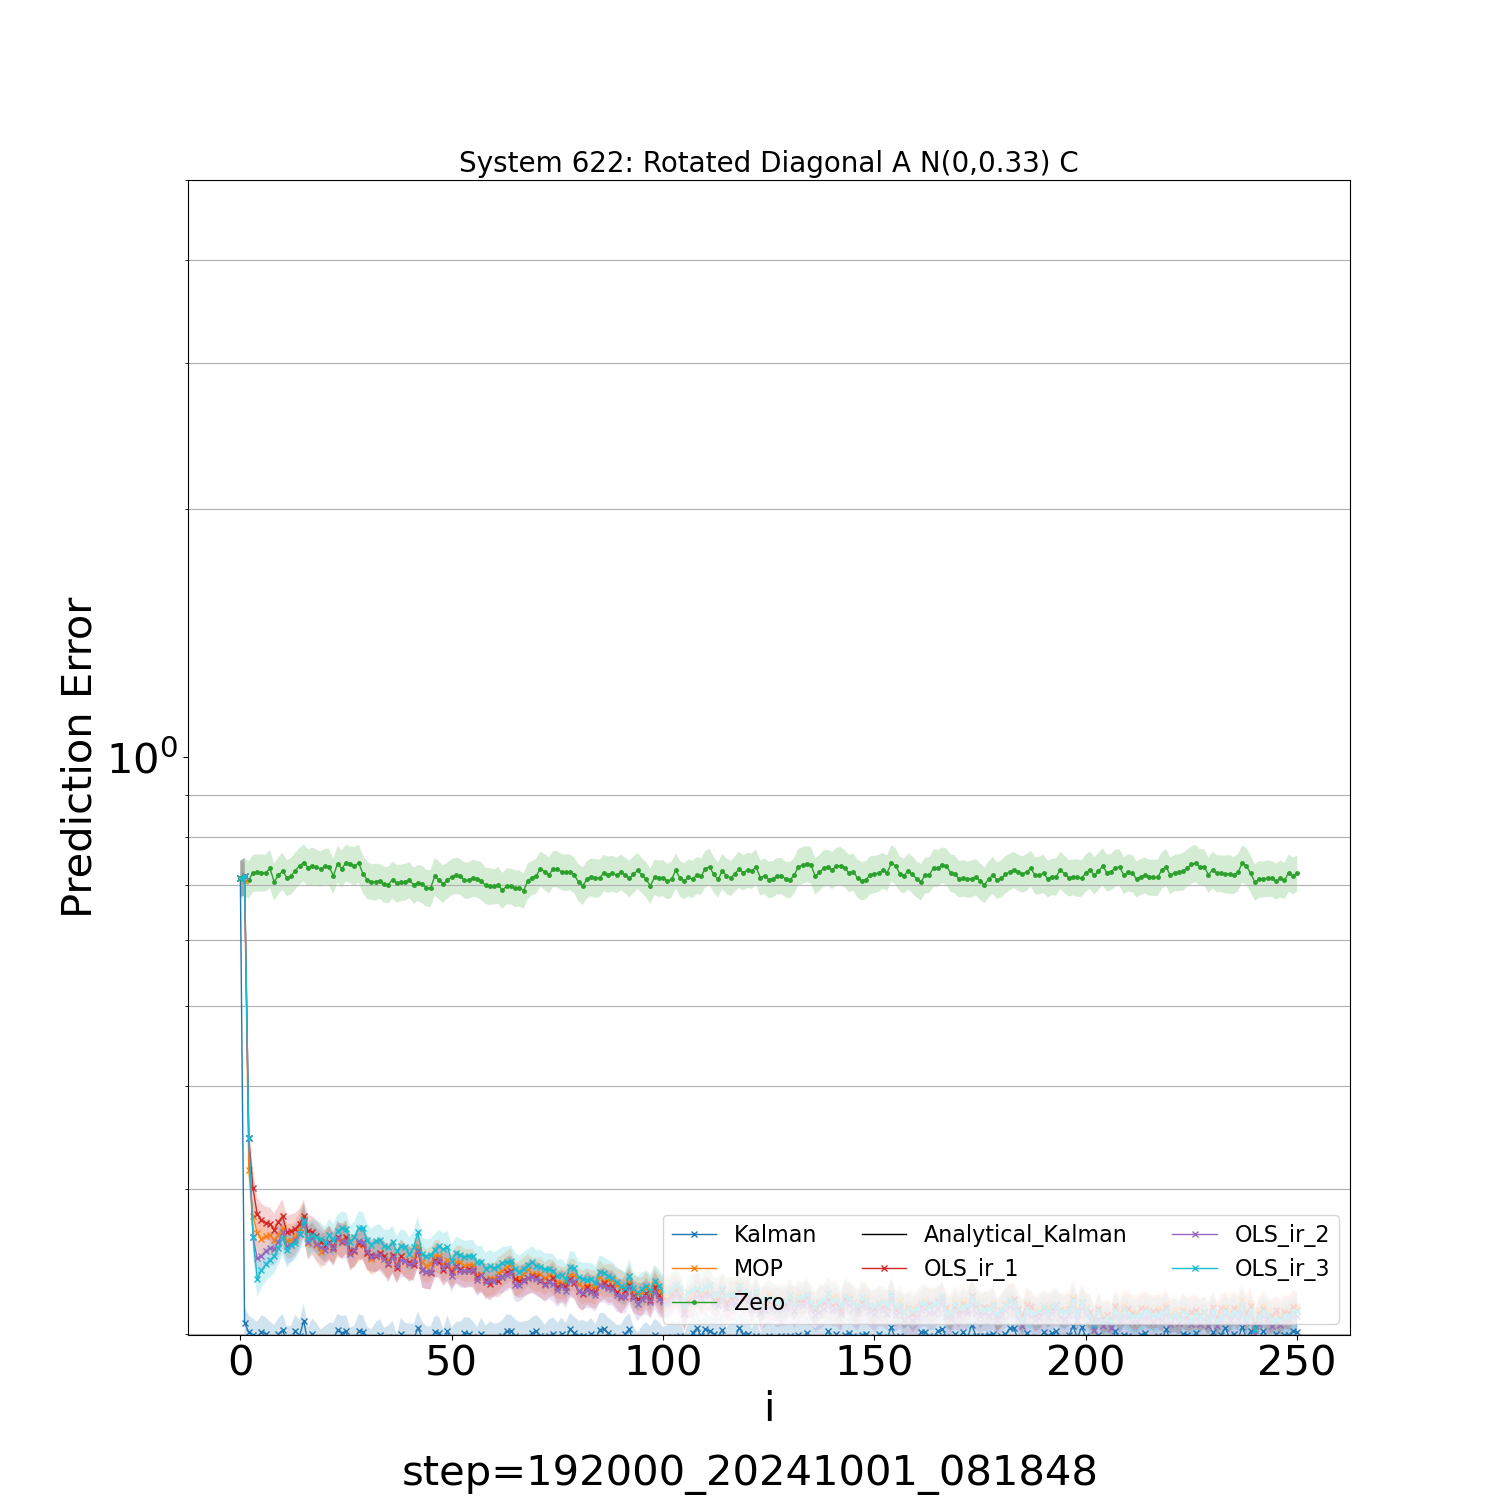 System 622: Rotated Diagonal A N(0,0.33) C
Prediction Error
10⁰
Kalman
MOP
Zero
Analytical_Kalman
OLS_ir_1
OLS_ir_2
OLS_ir_3
0 50 100 150 200 250
i
step=192000_20241001_081848